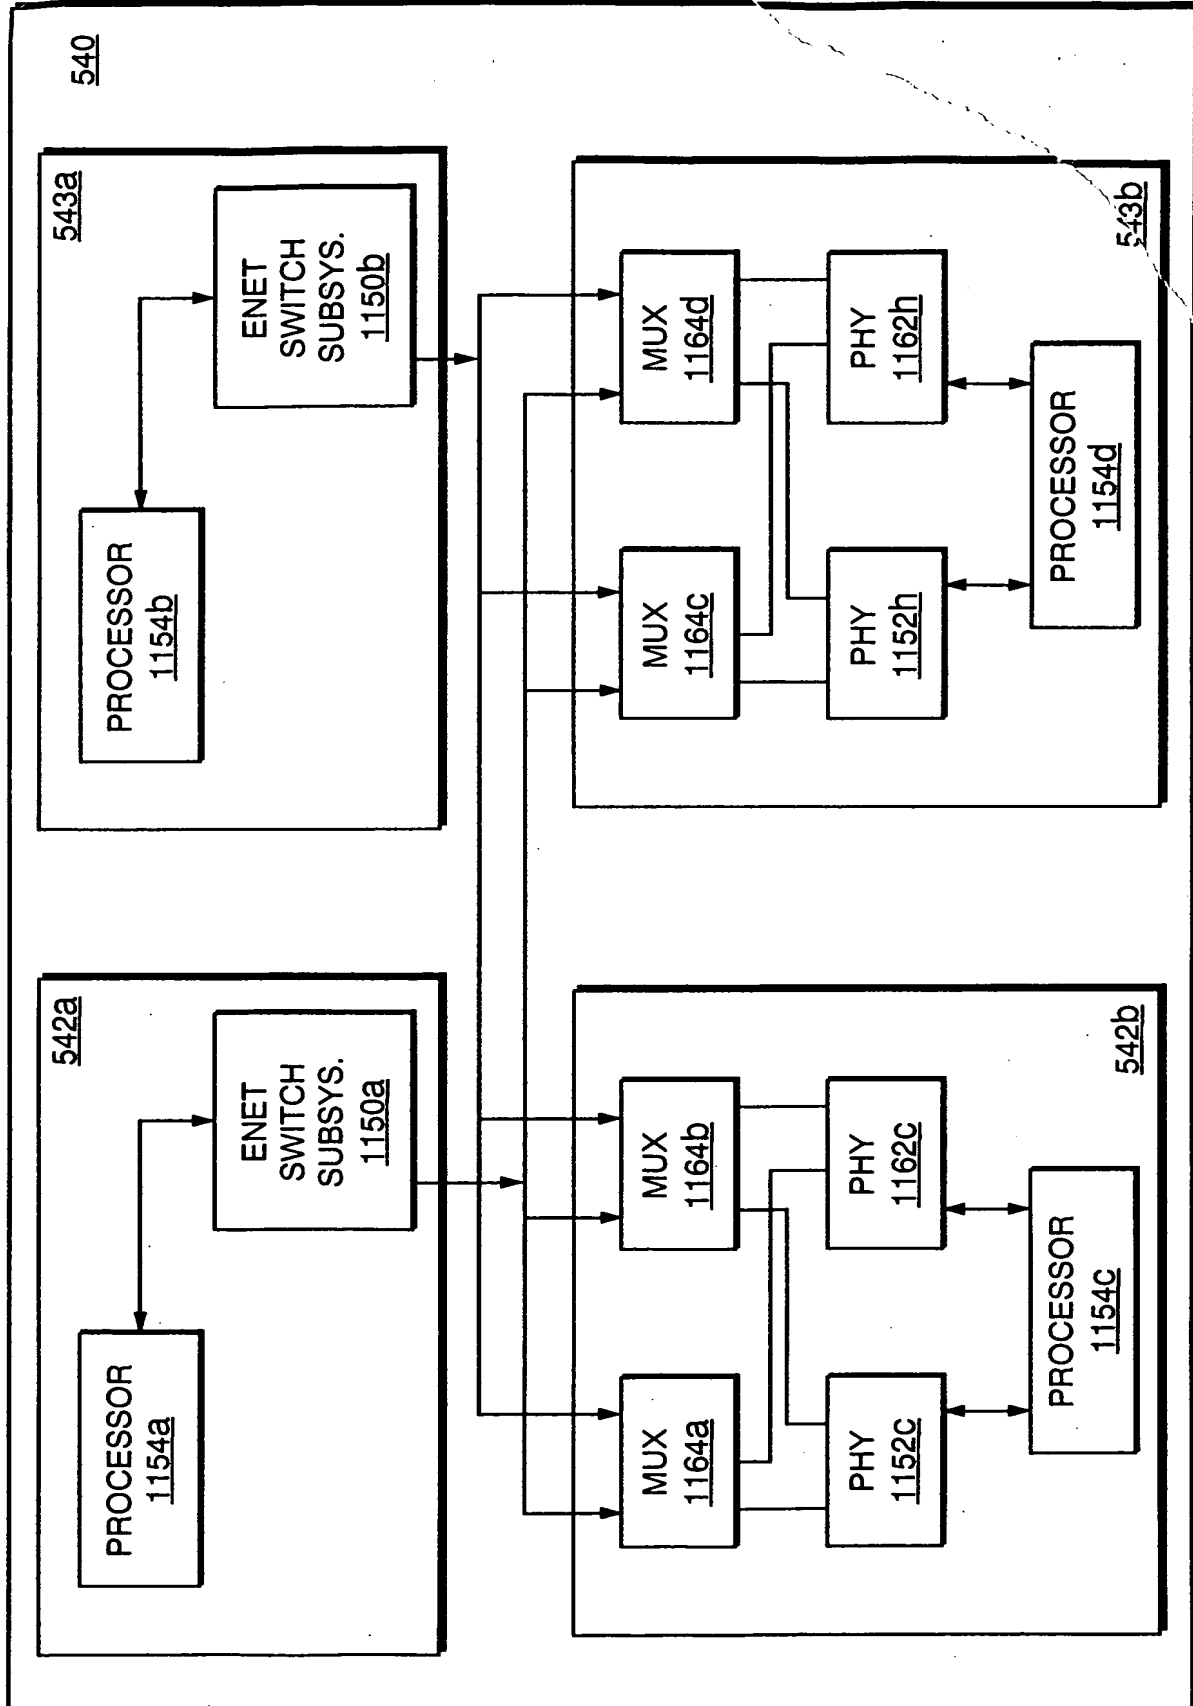 540
542a
PROCESSOR
1154a
ENET
SWITCH
SUBSYS.
1150a
543a
PROCESSOR
1154b
ENET
SWITCH
SUBSYS.
1150b
542b
MUX
1164a
MUX
1164b
PHY
1152c
PHY
1162c
PROCESSOR
1154c
543b
MUX
1164c
MUX
1164d
PHY
1152h
PHY
1162h
PROCESSOR
1154d